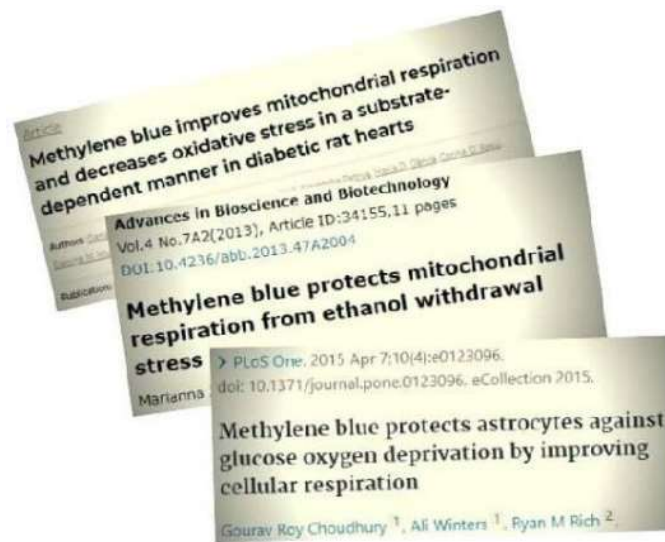 Article
Methylene blue improves mitochondrial respiration
and decreases oxidative stress in a substrate-
dependent manner in diabetic rat hearts
Authors
Publication
Advances in Bioscience and Biotechnology
Vol.4 No.7A2(2013), Article ID:34155,11 pages
DOI:10.4236/abb.2013.47A2004
Methylene blue protects mitochondrial
respiration from ethanol withdrawal
stress
Marianna
> PLoS One. 2015 Apr 7;10(4):e0123096.
doi: 10.1371/journal.pone.0123096. eCollection 2015.
Methylene blue protects astrocytes against
glucose oxygen deprivation by improving
cellular respiration
Gourav Roy Choudhury 1, Ali Winters 1, Ryan M Rich 2,